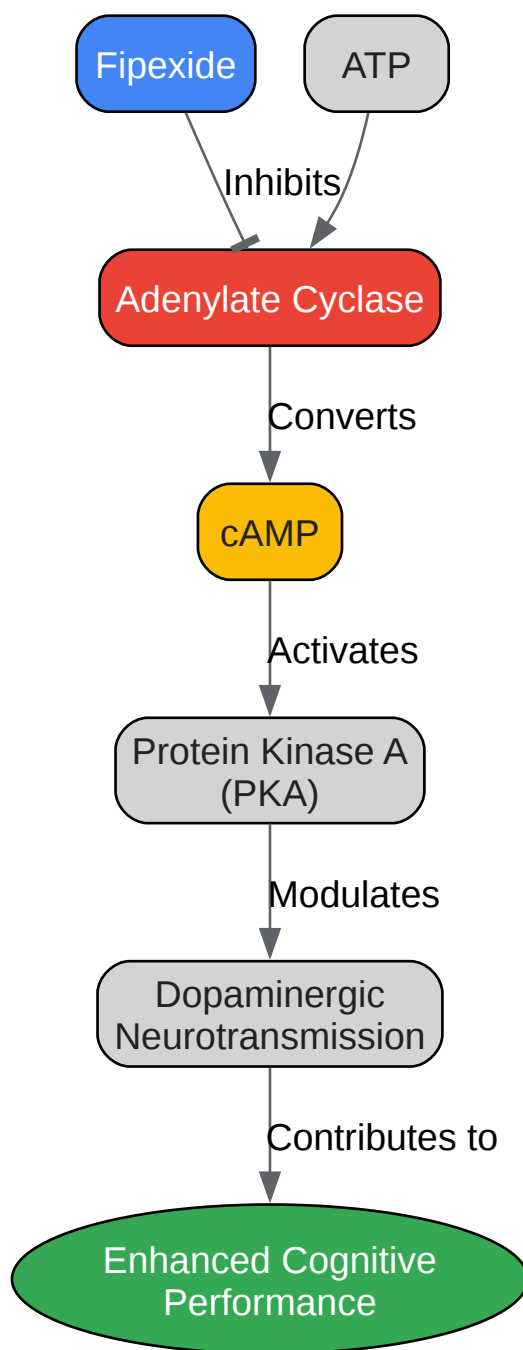 Fipexide
ATP
Inhibits
Adenylate Cyclase
Converts
cAMP
Activates
Protein Kinase A
(PKA)
Modulates
Dopaminergic
Neurotransmission
Contributes to
Enhanced Cognitive
Performance